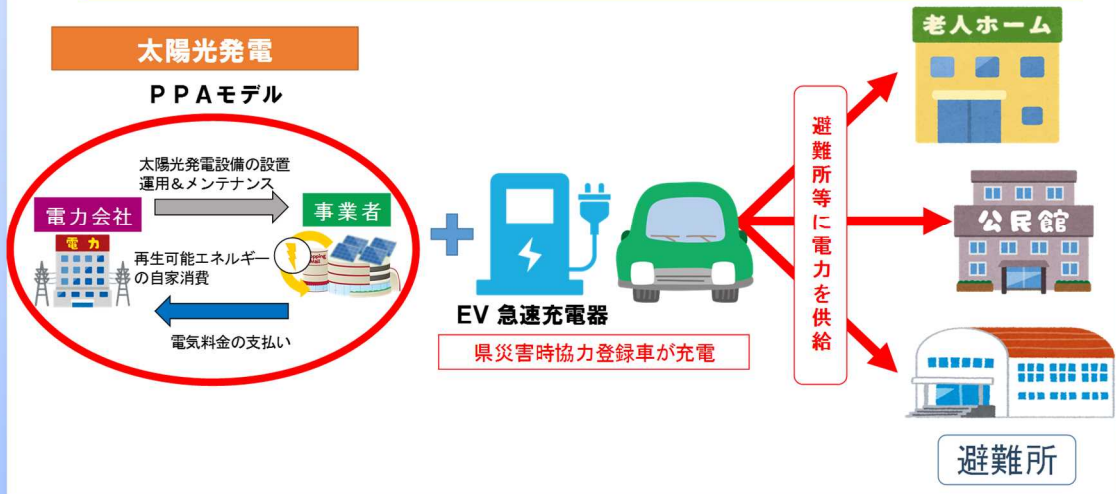 太陽光発電
PPAモデル
太陽光発電設備の設置
運用&メンテナンス
電力会社
事業者
電力
再生可能エネルギー
の自家消費
電気料金の支払い
EV 急速充電器
県災害時協力登録車が充電
避難所等に電力を供給
老人ホーム
公民館
避難所